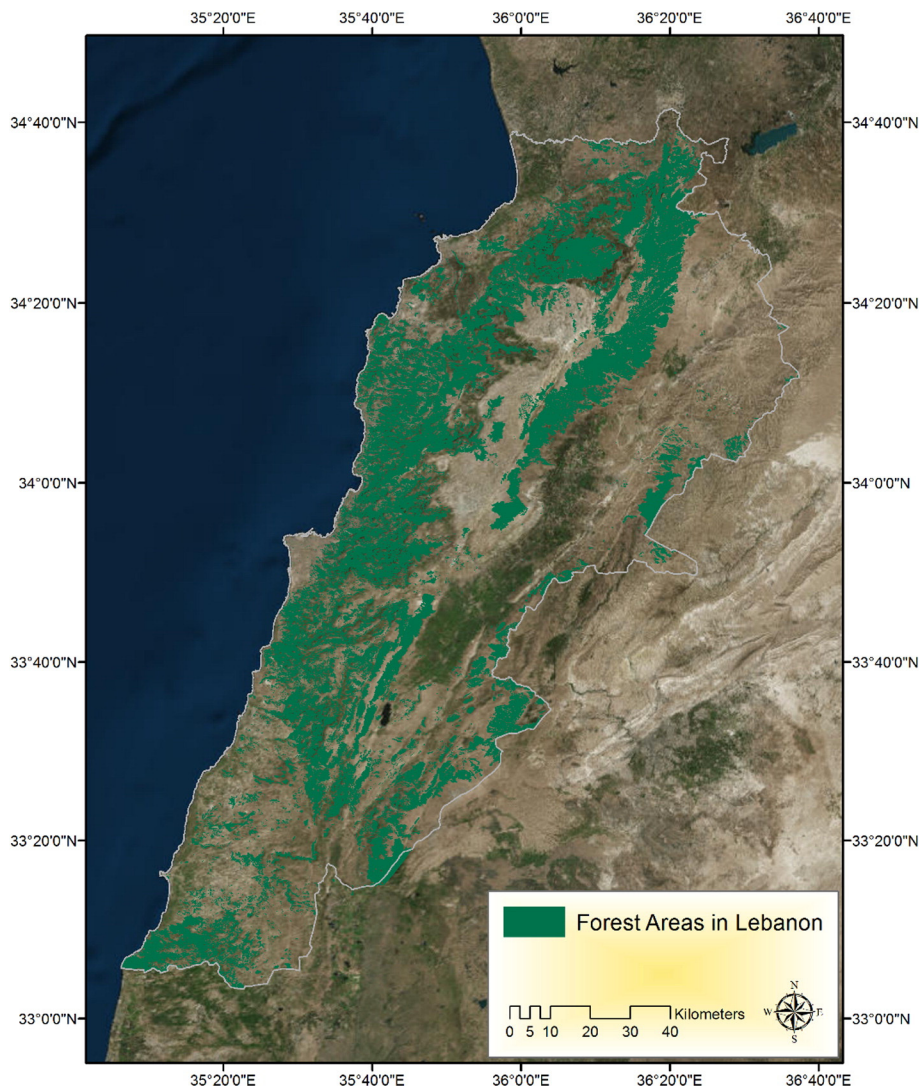 35°20'0"E 35°40'0"E 36°00'0"E 36°20'0"E 36°40'0"E
34°40'0"N 34°40'0"N
34°20'0"N 34°20'0"N
34°0'0"N 34°0'0"N
33°40'0"N 33°40'0"N
33°20'0"N 33°20'0"N
Forest Areas in Lebanon
N
Kilometers
W E
0 5 10 20 30 40
S
33°0'0"N 33°0'0"N
35°20'0"E 35°40'0"E 36°00'0"E 36°20'0"E 36°40'0"E